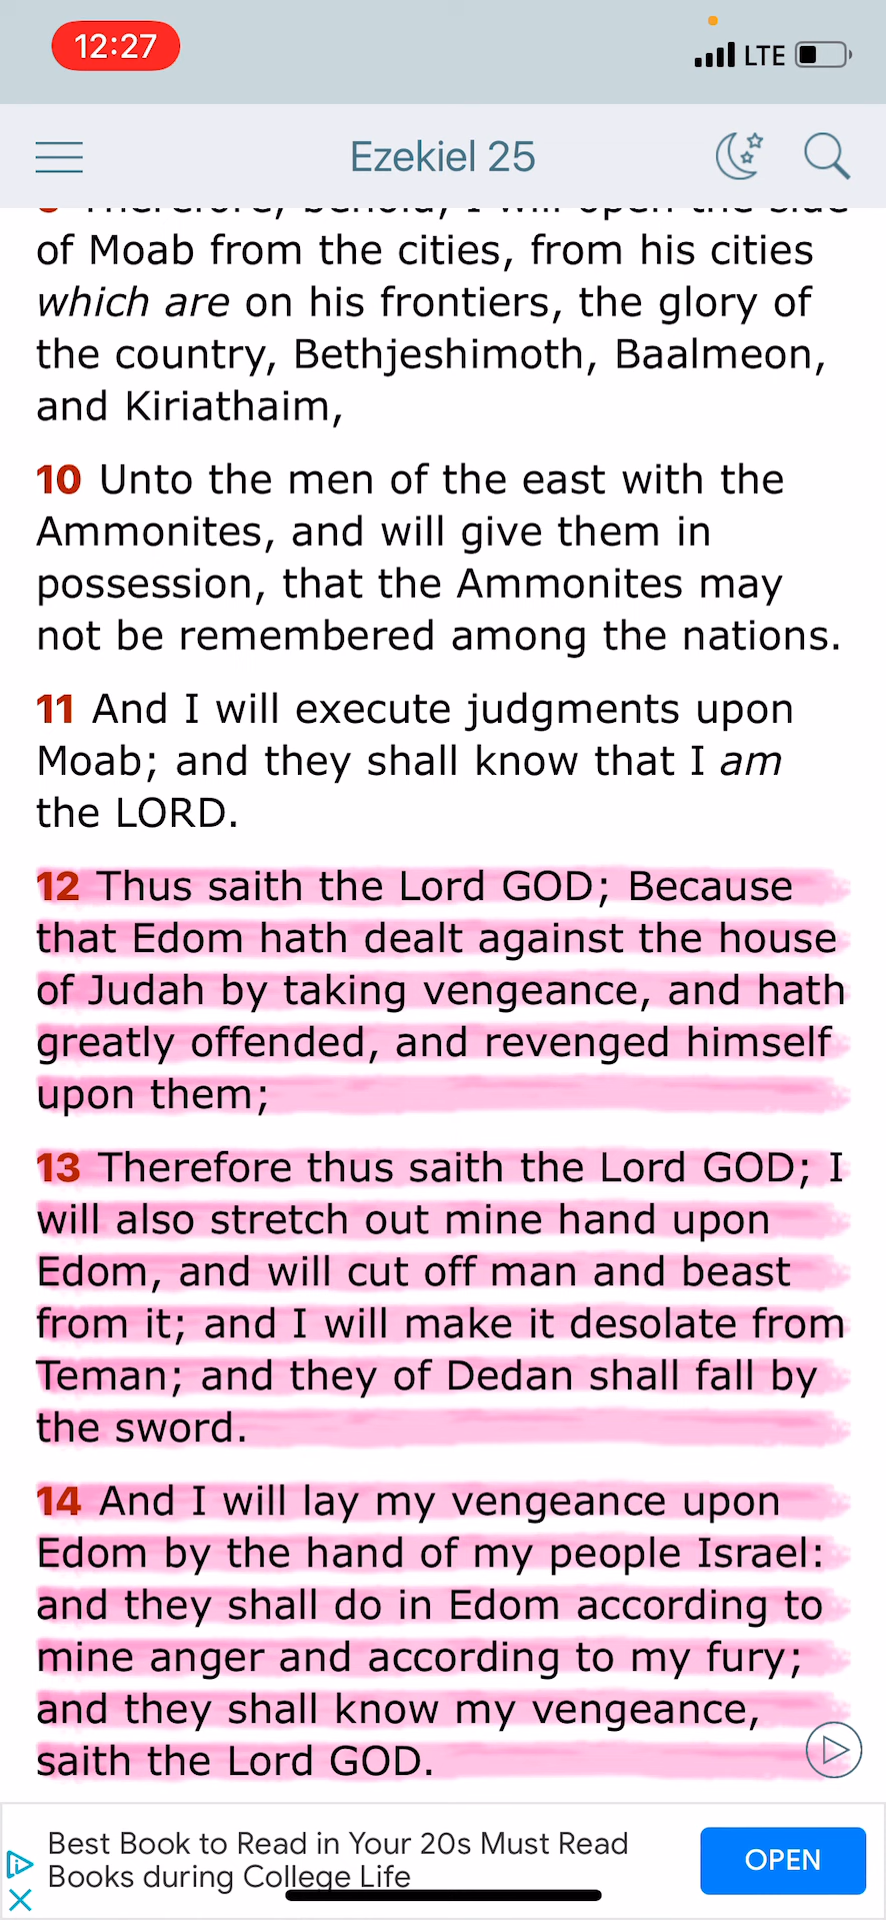 12:27
LTE
Ezekiel 25
9 Therefore, behold, I will open the side
of Moab from the cities, from his cities
which are on his frontiers, the glory of
the country, Bethjeshimoth, Baalmeon,
and Kiriathaim,
10 Unto the men of the east with the
Ammonites, and will give them in
possession, that the Ammonites may
not be remembered among the nations.
11 And I will execute judgments upon
Moab; and they shall know that I am
the LORD.
12 Thus saith the Lord GOD; Because
that Edom hath dealt against the house
of Judah by taking vengeance, and hath
greatly offended, and revenged himself
upon them;
13 Therefore thus saith the Lord GOD; I
will also stretch out mine hand upon
Edom, and will cut off man and beast
from it; and I will make it desolate from
Teman; and they of Dedan shall fall by
the sword.
14 And I will lay my vengeance upon
Edom by the hand of my people Israel:
and they shall do in Edom according to
mine anger and according to my fury;
and they shall know my vengeance,
saith the Lord GOD.
Best Book to Read in Your 20s Must Read
Books during College Life
OPEN